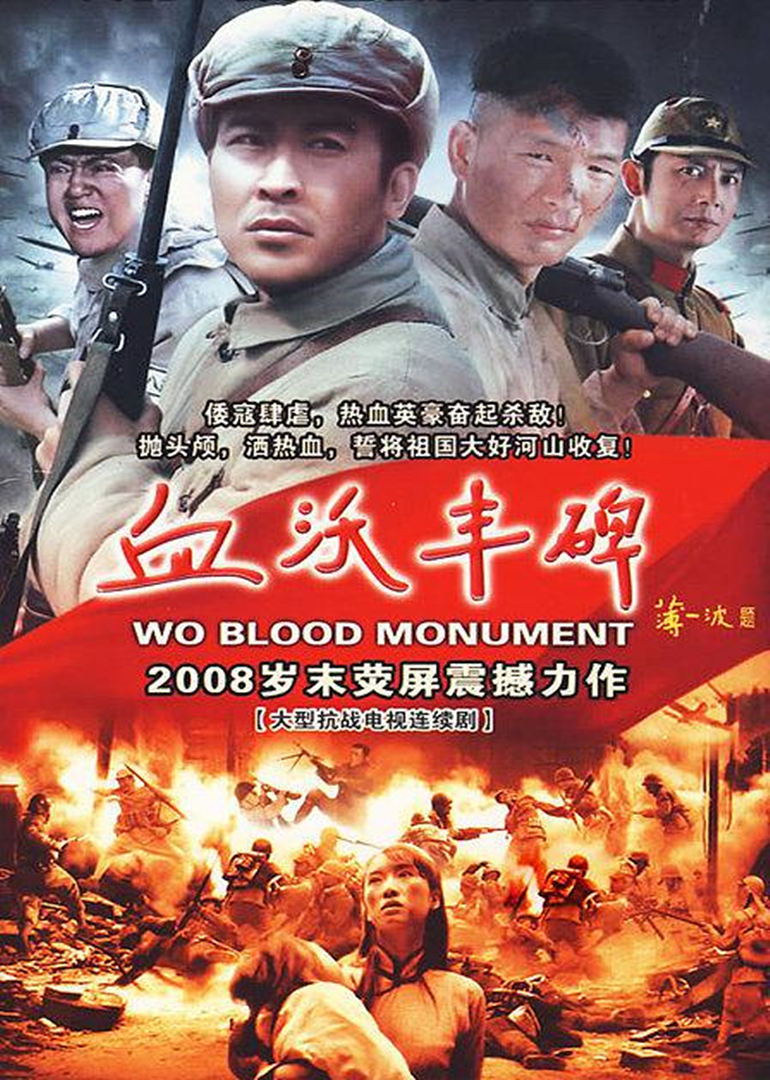 倭寇肆虐，热血英豪奋起杀敌！
抛头颅，洒热血，誓将祖国大好河山收复！
血沃丰碑
薄一波 题
WO BLOOD MONUMENT
2008岁末荧屏震撼力作
【大型抗战电视连续剧】